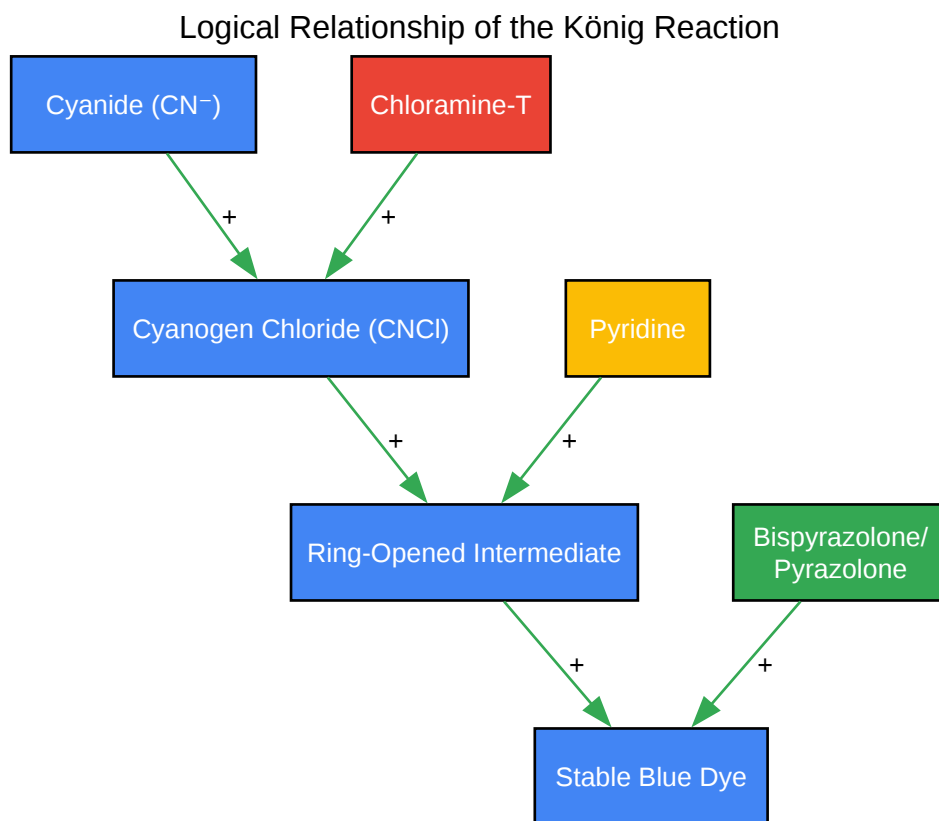 Logical Relationship of the König Reaction
Cyanide (CN⁻)
Chloramine-T
+
+
Cyanogen Chloride (CNCl)
Pyridine
+
+
Ring-Opened Intermediate
Bispyrazolone/
Pyrazolone
+
+
Stable Blue Dye